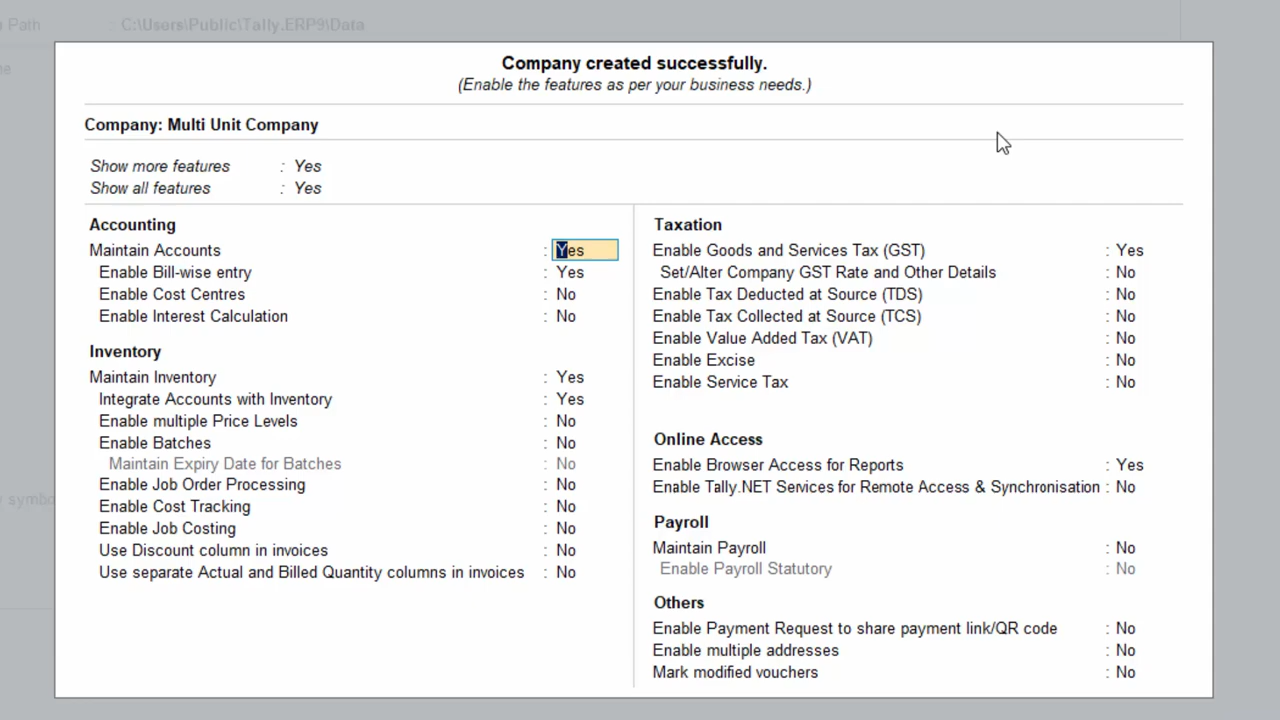 Path : C:\Users\Public\Tally.ERP9\Data
Company created successfully.
(Enable the features as per your business needs.)
Company: Multi Unit Company
Show more features : Yes
Show all features : Yes
Accounting
Maintain Accounts : Yes
Enable Bill-wise entry : Yes
Enable Cost Centres : No
Enable Interest Calculation : No
Inventory
Maintain Inventory : Yes
Integrate Accounts with Inventory : Yes
Enable multiple Price Levels : No
Enable Batches : No
Maintain Expiry Date for Batches : No
Enable Job Order Processing : No
Enable Cost Tracking : No
Enable Job Costing : No
Use Discount column in invoices : No
Use separate Actual and Billed Quantity columns in invoices : No
Taxation
Enable Goods and Services Tax (GST) : Yes
Set/Alter Company GST Rate and Other Details : No
Enable Tax Deducted at Source (TDS) : No
Enable Tax Collected at Source (TCS) : No
Enable Value Added Tax (VAT) : No
Enable Excise : No
Enable Service Tax : No
Online Access
Enable Browser Access for Reports : Yes
Enable Tally.NET Services for Remote Access & Synchronisation : No
Payroll
Maintain Payroll : No
Enable Payroll Statutory : No
Others
Enable Payment Request to share payment link/QR code : No
Enable multiple addresses : No
Mark modified vouchers : No